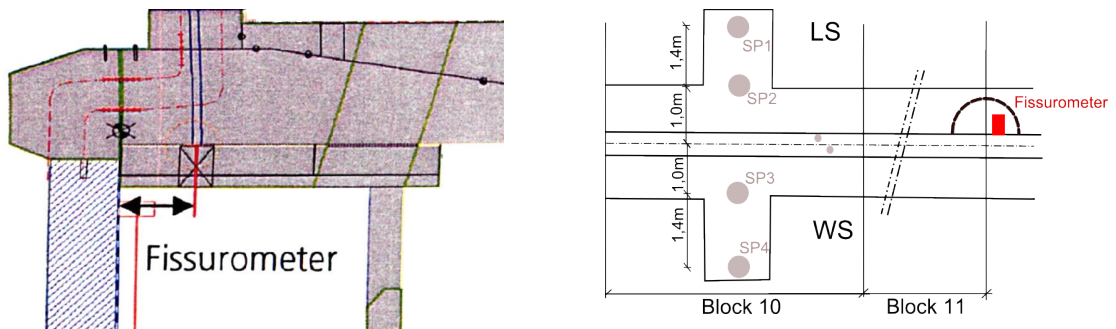 Fissurometer
LS
SP1
1,4m
SP2
1,0m
Fissurometer
1,0m
SP3
WS
1,4m
SP4
Block 10
Block 11